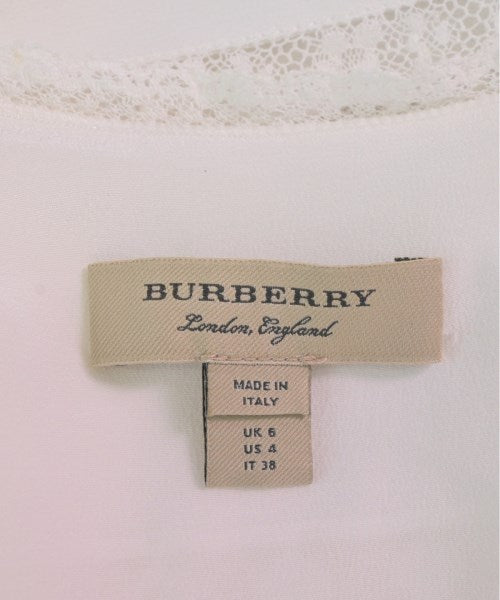 BURBERRY
London, England
MADE IN
ITALY
UK 6
US 4
IT 38